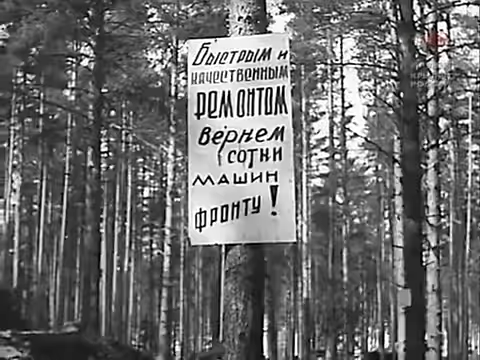 Быстрым и
качественным
ремонтом
вернем
сотни
машин
фронту!